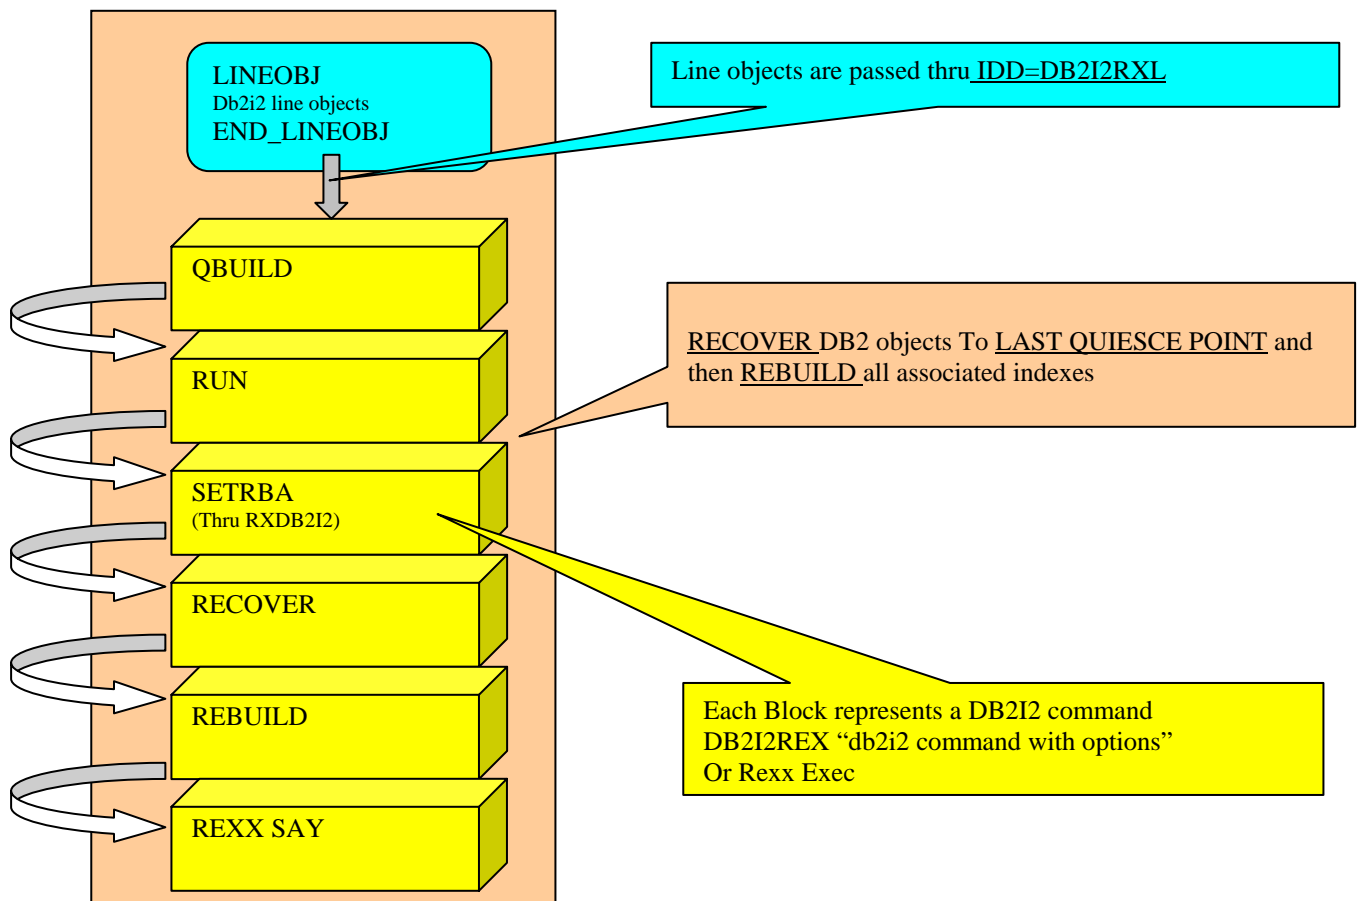 LINEOBJ
Db2i2 line objects
END_LINEOBJ
Line objects are passed thru IDD=DB2I2RXL
QBUILD
RUN
RECOVER DB2 objects To LAST QUIESCE POINT and
then REBUILD all associated indexes
SETRBA
(Thru RXDB2I2)
RECOVER
REBUILD
Each Block represents a DB2I2 command
DB2I2REX “db2i2 command with options”
Or Rexx Exec
REXX SAY